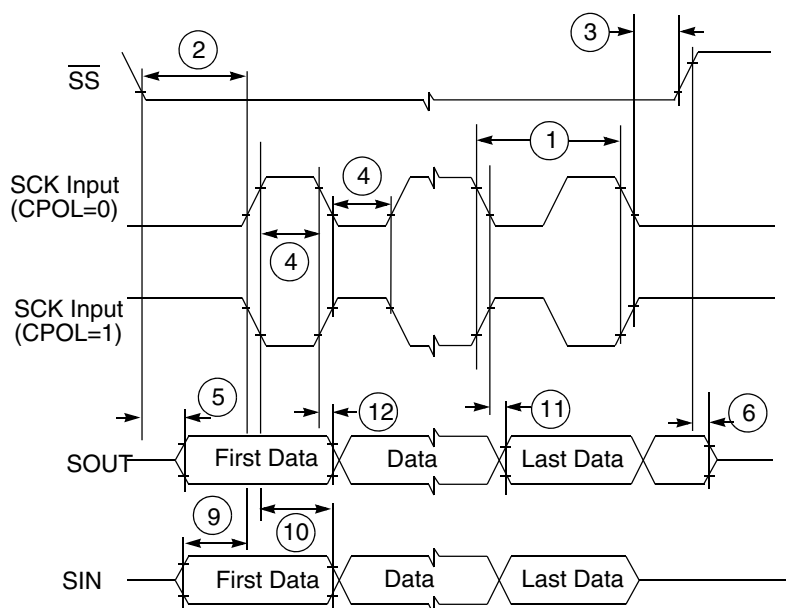 3
2
SS
1
SCK Input
(CPOL=0)
4
4
SCK Input
(CPOL=1)
5
12
11
6
SOUT
First Data
Data
Last Data
9
10
SIN
First Data
Data
Last Data